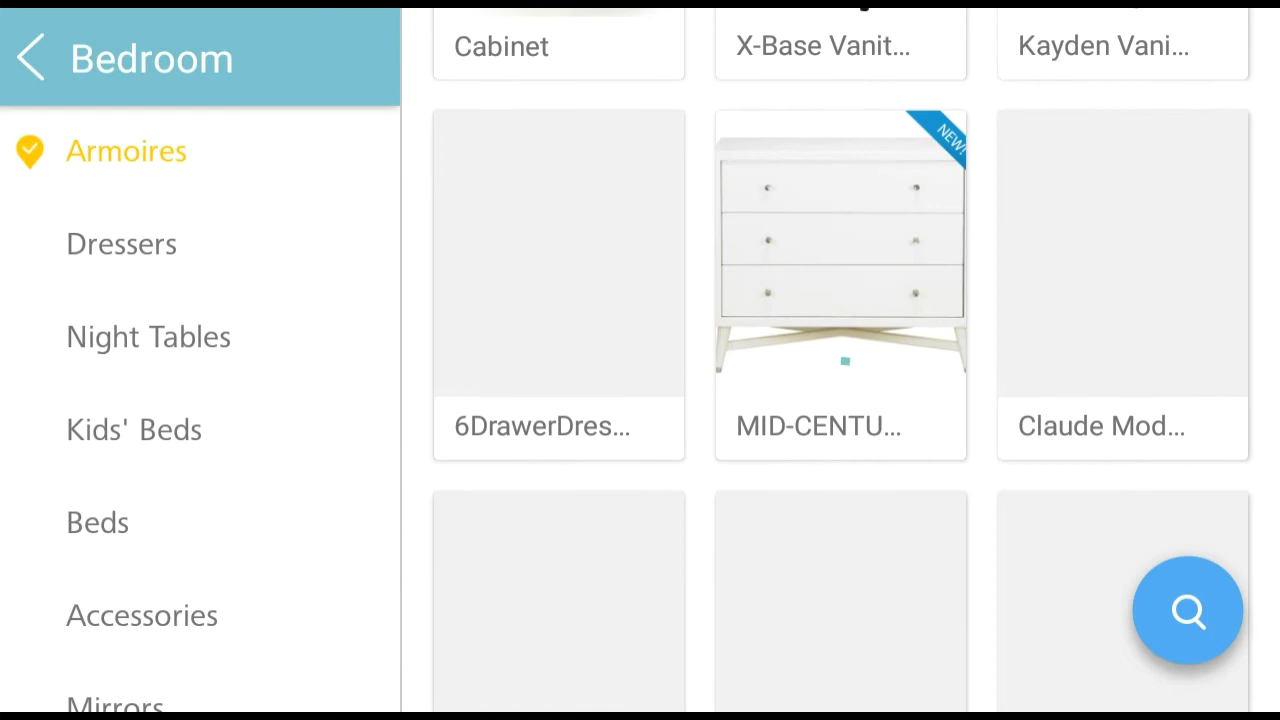 Bedroom
Armoires
Dressers
Night Tables
Kids' Beds
Beds
Accessories
Mirrors
Cabinet
X-Base Vanit...
Kayden Vani...
NEW!
6DrawerDres...
MID-CENTU...
Claude Mod...